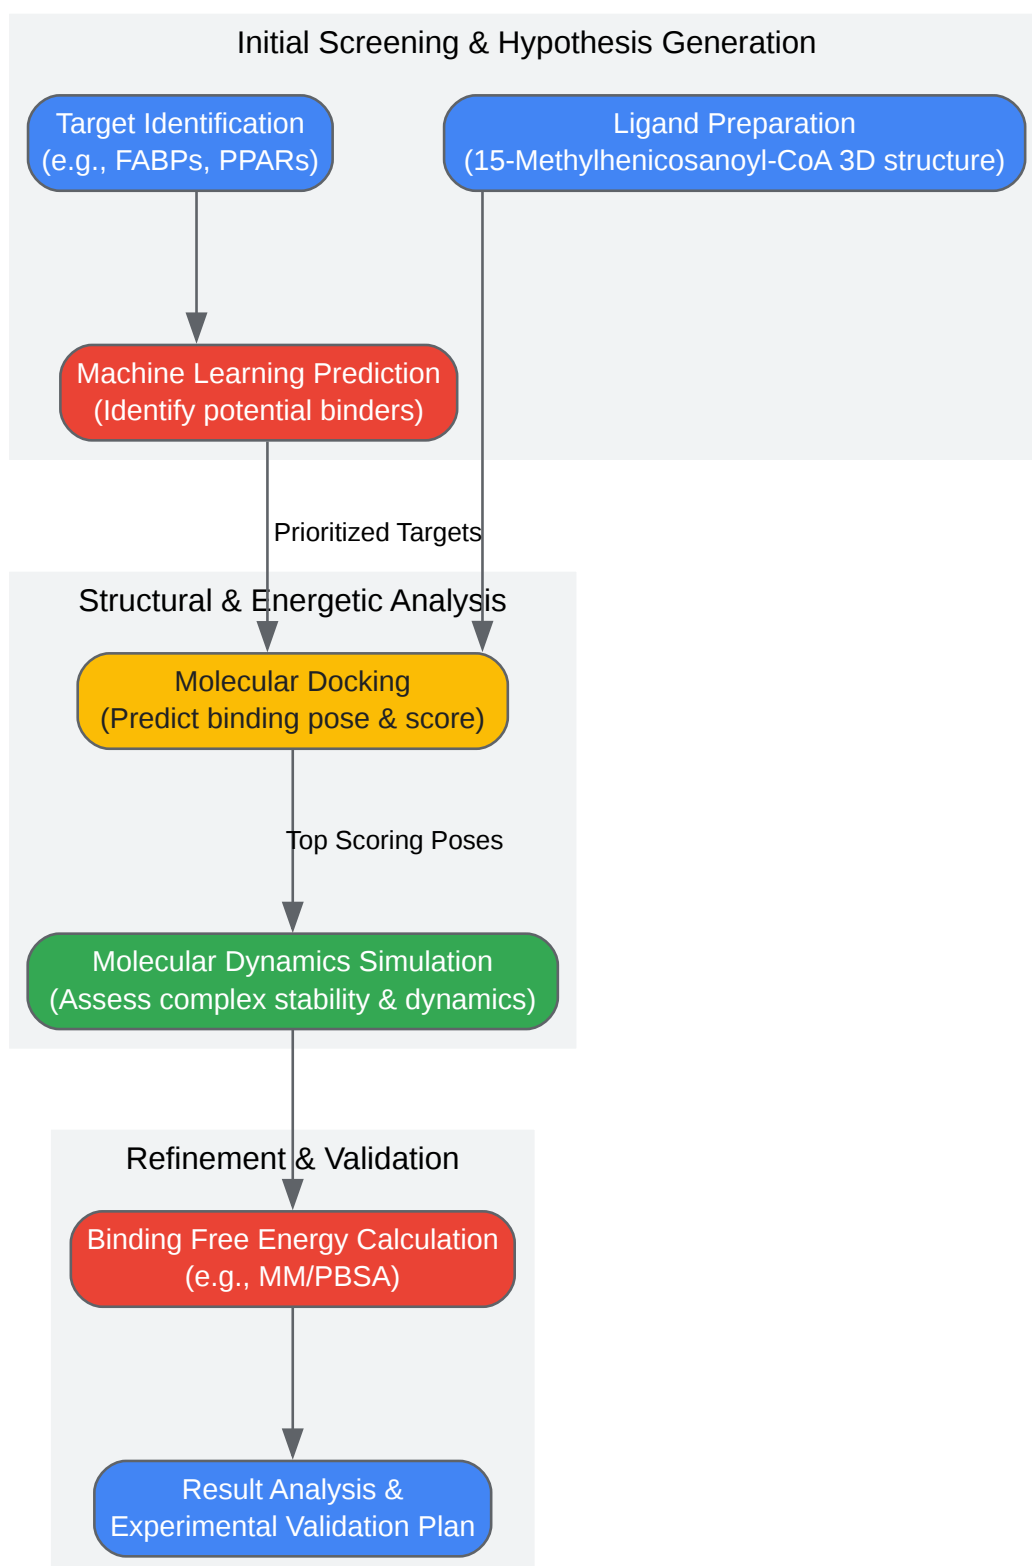 Initial Screening & Hypothesis Generation
Target Identification
(e.g., FABPs, PPARs)
Ligand Preparation
(15-Methylhenicosanoyl-CoA 3D structure)
Machine Learning Prediction
(Identify potential binders)
Prioritized Targets
Structural & Energetic Analysis
Molecular Docking
(Predict binding pose & score)
Top Scoring Poses
Molecular Dynamics Simulation
(Assess complex stability & dynamics)
Refinement & Validation
Binding Free Energy Calculation
(e.g., MM/PBSA)
Result Analysis &
Experimental Validation Plan